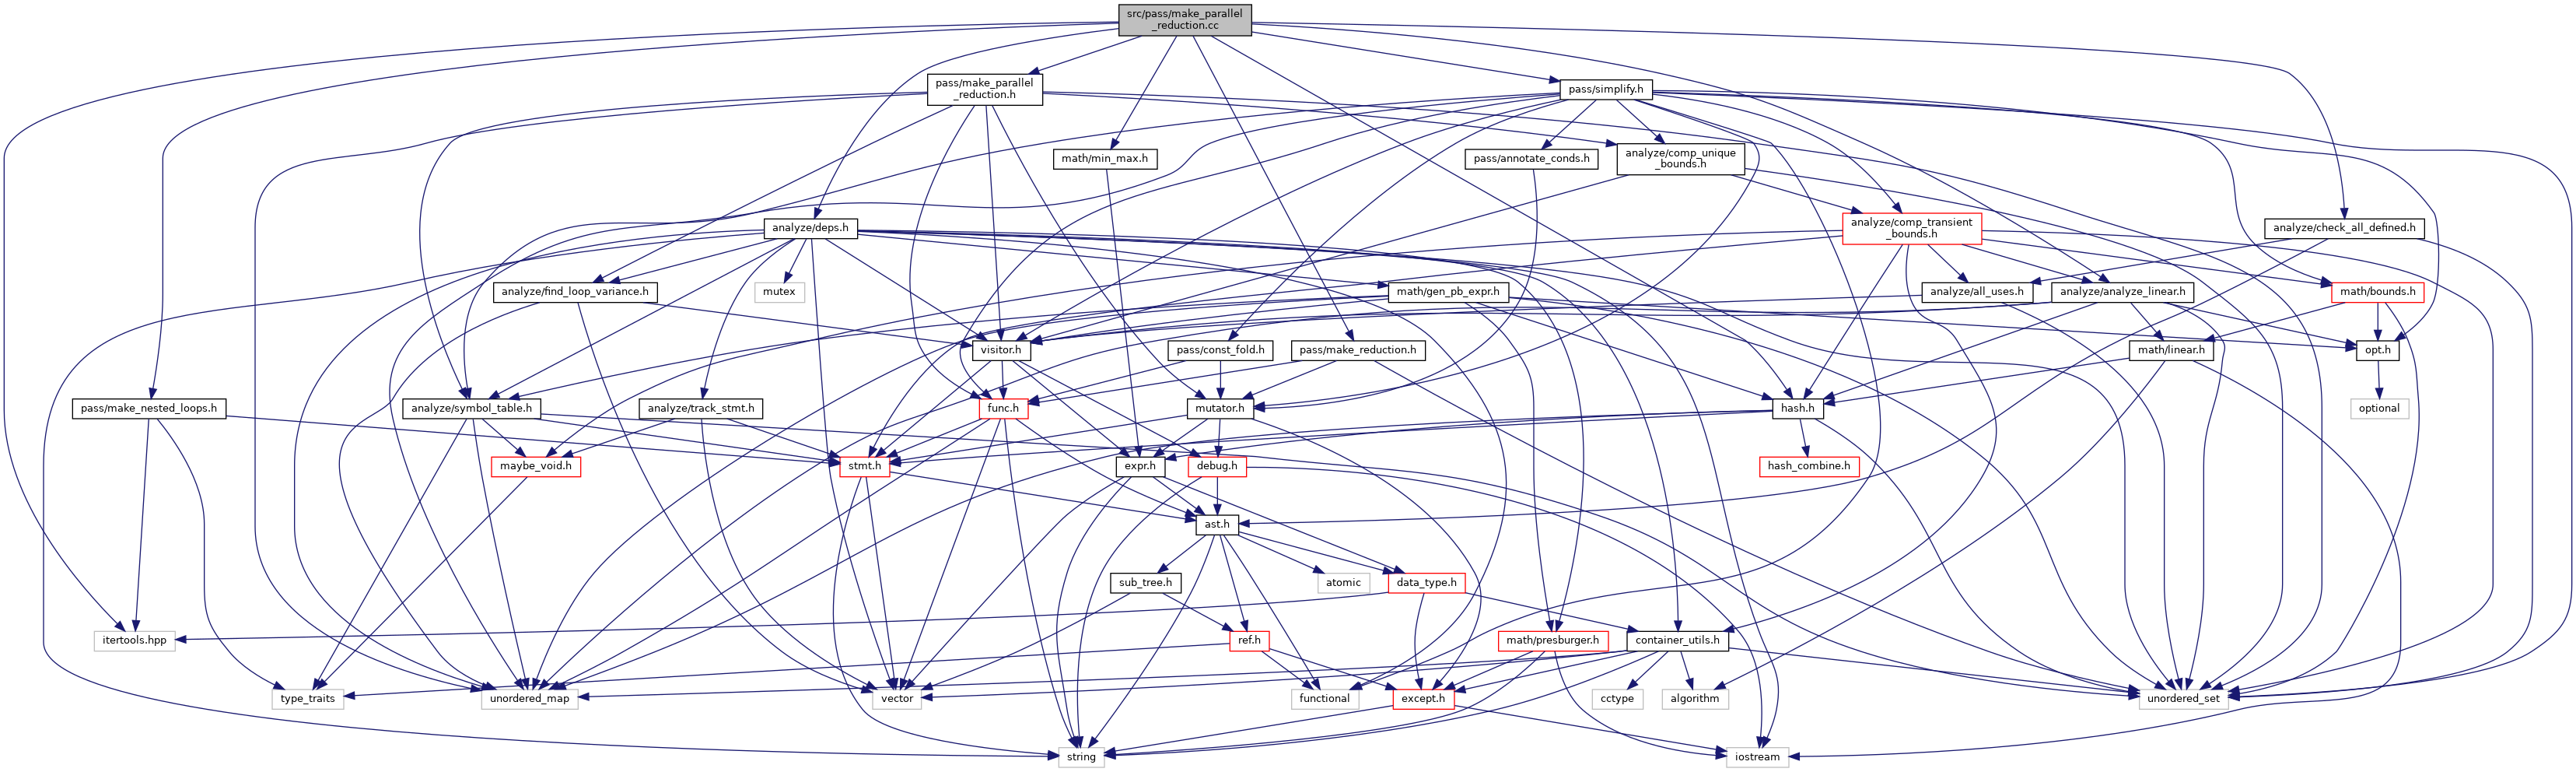 src/pass/make_parallel
_reduction.cc
pass/make_parallel
_reduction.h
pass/simplify.h
math/min_max.h
pass/annotate_conds.h
analyze/comp_unique
_bounds.h
analyze/deps.h
analyze/comp_transient
_bounds.h
analyze/check_all_defined.h
analyze/find_loop_variance.h
mutex
math/gen_pb_expr.h
analyze/all_uses.h
analyze/analyze_linear.h
math/bounds.h
visitor.h
pass/const_fold.h
pass/make_reduction.h
math/linear.h
opt.h
pass/make_nested_loops.h
analyze/symbol_table.h
analyze/track_stmt.h
func.h
mutator.h
hash.h
optional
maybe_void.h
stmt.h
expr.h
debug.h
hash_combine.h
ast.h
sub_tree.h
atomic
data_type.h
itertools.hpp
ref.h
math/presburger.h
container_utils.h
type_traits
unordered_map
vector
functional
except.h
cctype
algorithm
unordered_set
string
iostream